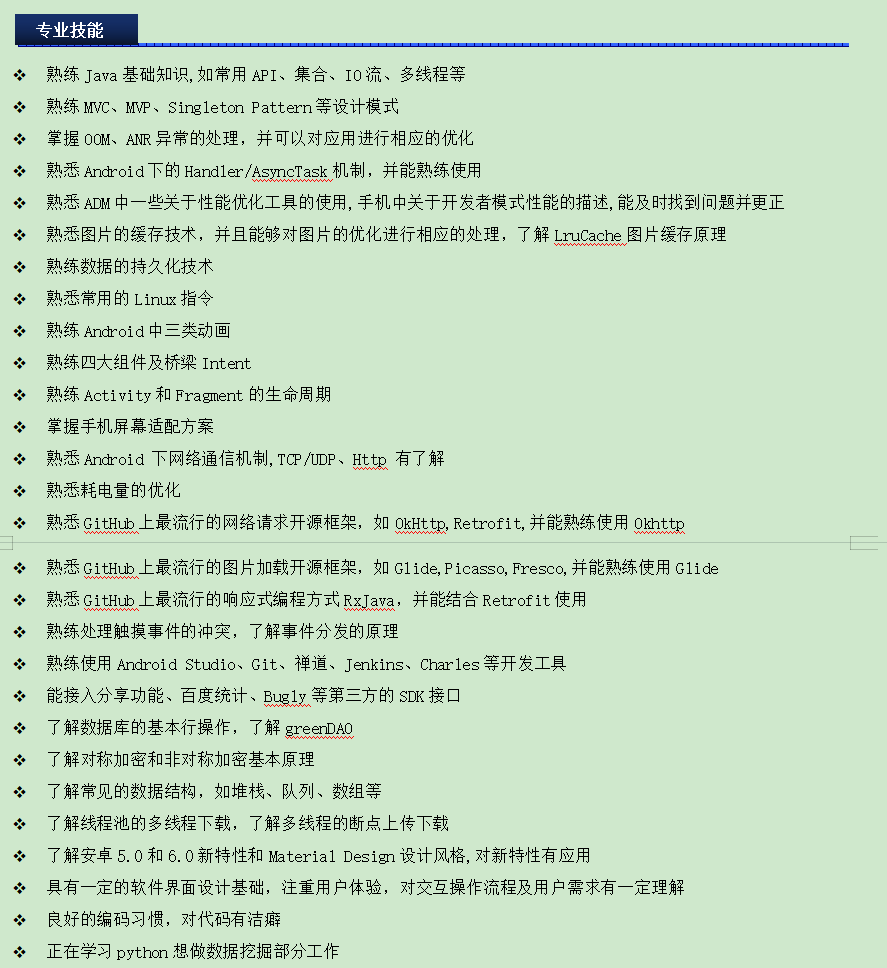 专业技能
熟练 Java 基础知识,如常用 API、集合、IO 流、多线程等
熟练 MVC、MVP、Singleton Pattern 等设计模式
掌握 OOM、ANR 异常的处理，并可以对应用进行相应的优化
熟悉 Android 下的 Handler/AsyncTask 机制，并能熟练使用
熟悉 ADM 中一些关于性能优化工具的使用,手机中关于开发者模式性能的描述,能及时找到问题并更正
熟悉图片的缓存技术，并且能够对图片的优化进行相应的处理，了解 LruCache 图片缓存原理
熟练数据的持久化技术
熟悉常用的 Linux 指令
熟练 Android 中三类动画
熟练四大组件及桥梁 Intent
熟练 Activity 和 Fragment 的生命周期
掌握手机屏幕适配方案
熟悉 Android 下网络通信机制,TCP/UDP、Http 有了解
熟悉耗电量的优化
熟悉 GitHub 上最流行的网络请求开源框架，如 OkHttp,Retrofit,并能熟练使用 Okhttp
熟悉 GitHub 上最流行的图片加载开源框架，如 Glide,Picasso,Fresco,并能熟练使用 Glide
熟悉 GitHub 上最流行的响应式编程方式 RxJava，并能结合 Retrofit 使用
熟练处理触摸事件的冲突，了解事件分发的原理
熟练使用 Android Studio、Git、禅道、Jenkins、Charles 等开发工具
能接入分享功能、百度统计、Bugly 等第三方的 SDK 接口
了解数据库的基本行操作，了解 greenDAO
了解对称加密和非对称加密基本原理
了解常见的数据结构，如堆栈、队列、数组等
了解线程池的多线程下载，了解多线程的断点上传下载
了解安卓 5.0 和 6.0 新特性和 Material Design 设计风格,对新特性有应用
具有一定的软件界面设计基础，注重用户体验，对交互操作流程及用户需求有一定理解
良好的编码习惯，对代码有洁癖
正在学习 python 想做数据挖掘部分工作